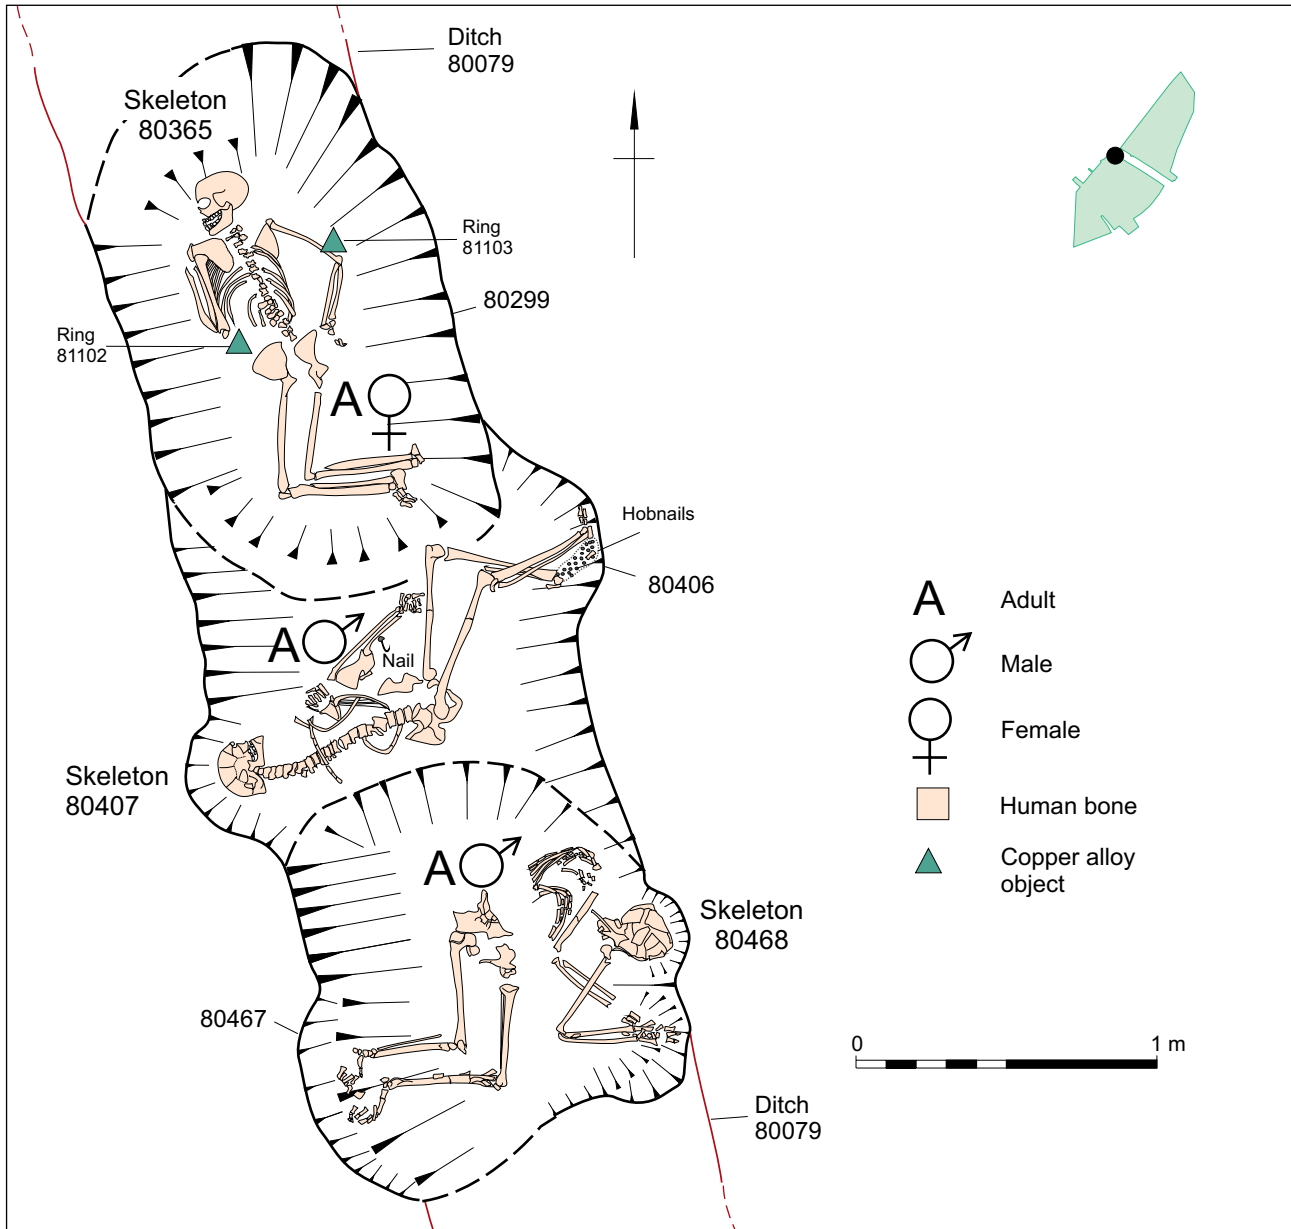 Ditch
80079
Skeleton
80365
Ring
81103
80299
Ring
81102
A
Hobnails
80406
A
Nail
Skeleton
80407
A
Skeleton
80468
80467
Ditch
80079
A Adult
Male
Female
Human bone
Copper alloy
object
0 1 m